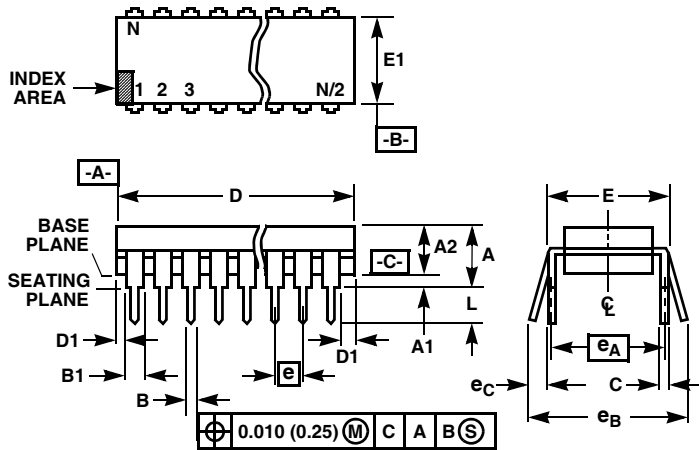 N
E1
INDEX
AREA
1 2 3 N/2
-B-
-A-
D
E
BASE
PLANE
A2
A
-C-
SEATING
PLANE
L
C̵L
D1
A1
D1
eA
B1
e
eC
C
B
eB
⌖ 0.010 (0.25) Ⓜ C A B Ⓢ